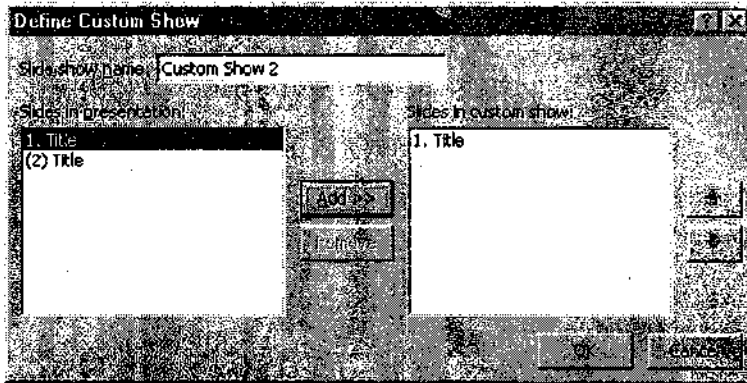 Define Custom Show
Slide show name: Custom Show 2
Slides in presentation:
Slides in custom show:
1. Title
(2) Title
1. Title
Add >>
Remove
OK
Cancel